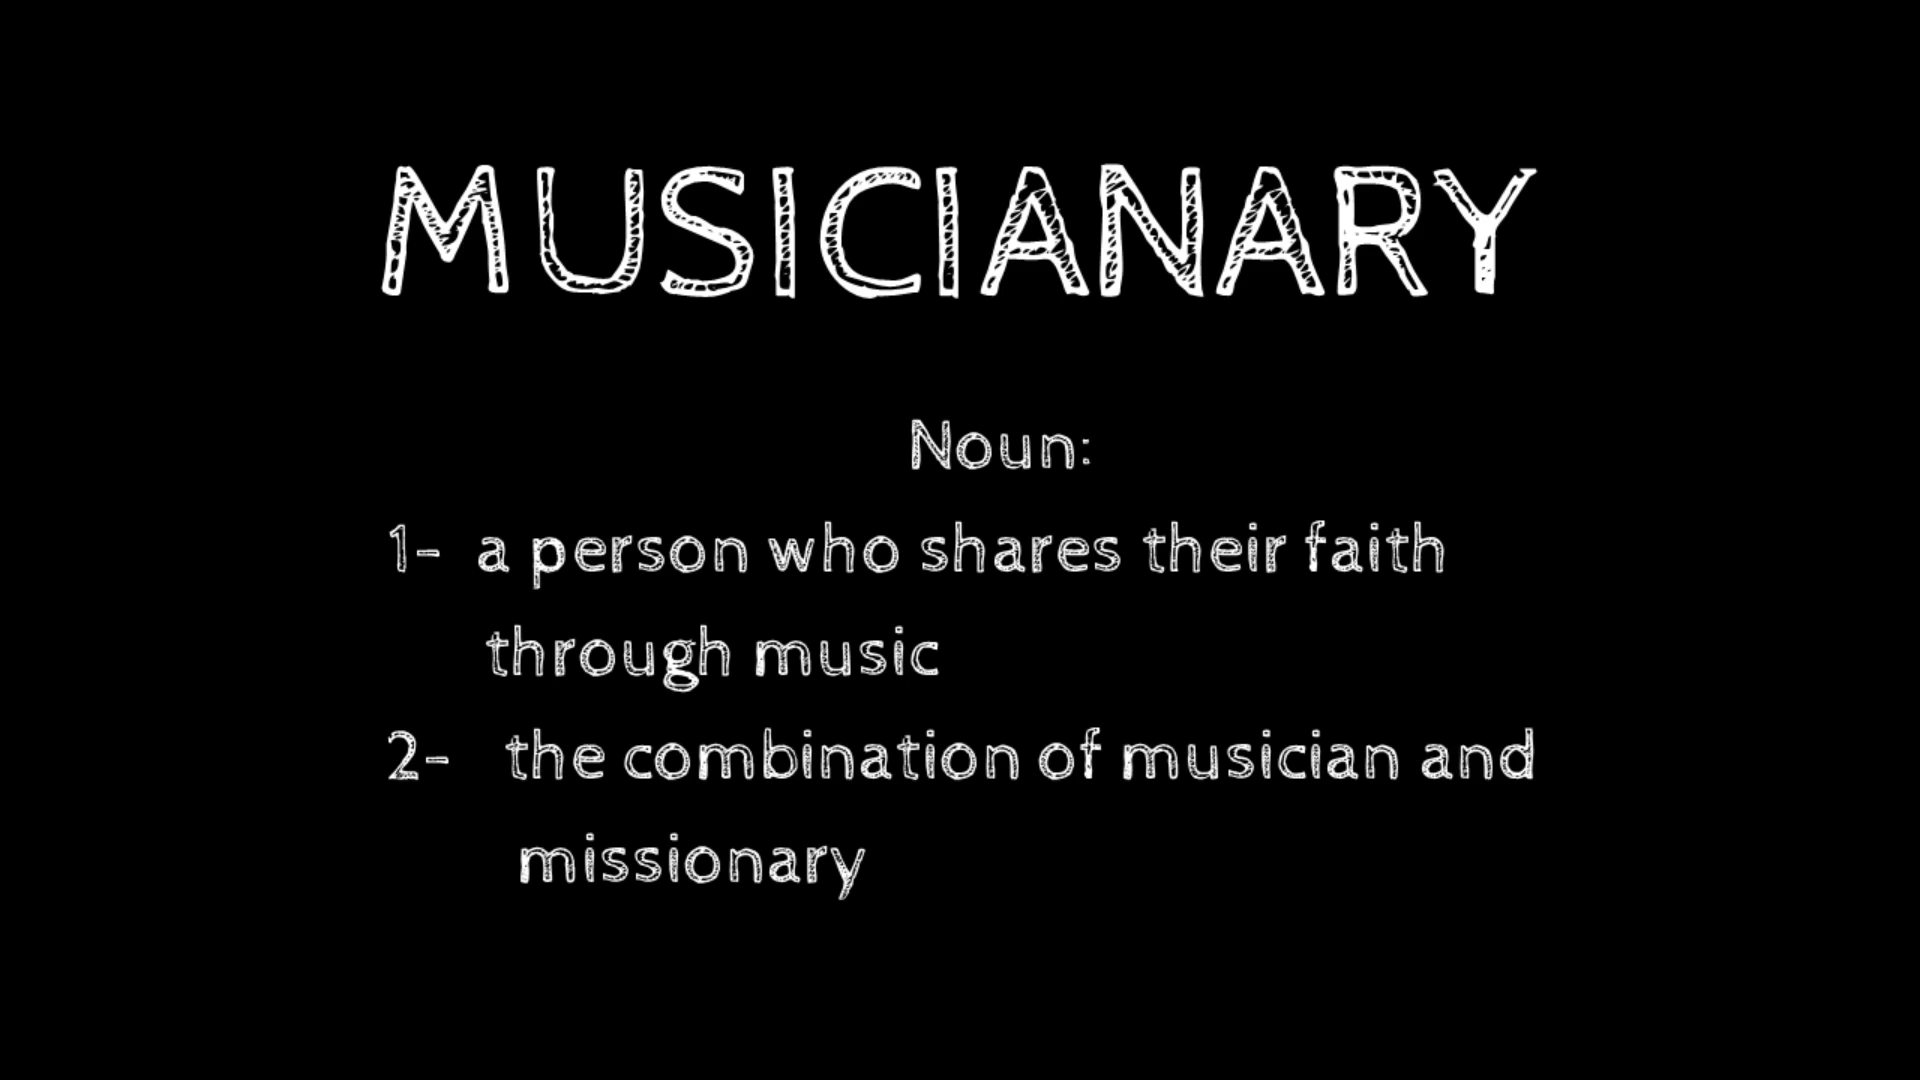 MUSICIANARY
Noun:
1- a person who shares their faith
through music
2- the combination of musician and
missionary